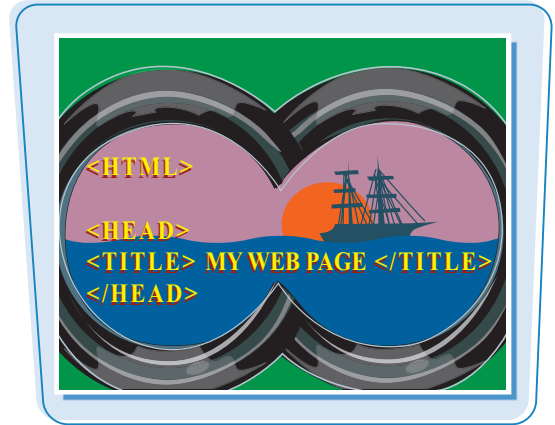 <HTML>
<HEAD>
<TITLE> MY WEB PAGE </TITLE>
</HEAD>